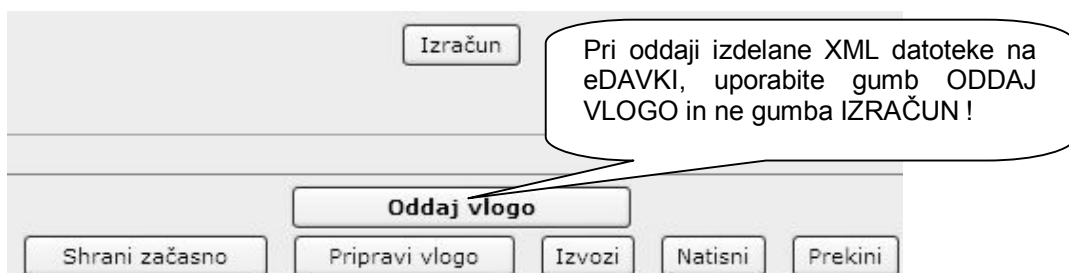 Izračun
Pri oddaji izdelane XML datoteke na
eDAVKI, uporabite gumb ODDAJ
VLOGO in ne gumba IZRAČUN !
Oddaj vlogo
Shrani začasno Pripravi vlogo Izvozi Natisni Prekini